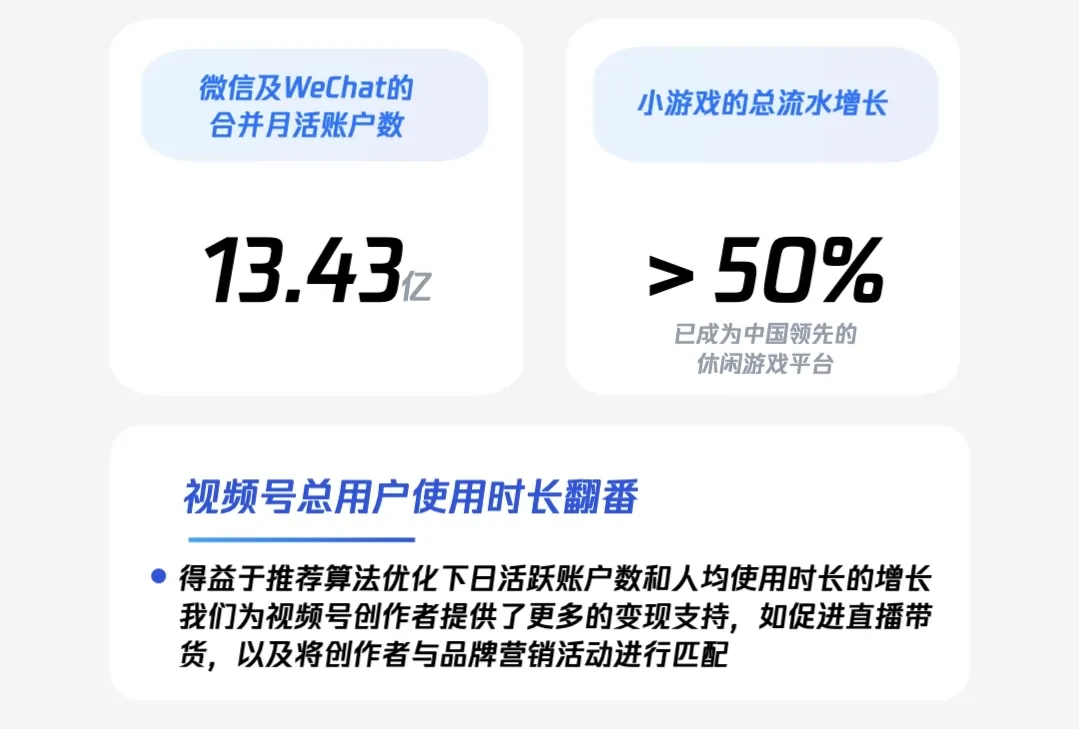 微信及WeChat的
合并月活账户数
13.43亿
小游戏的总流水增长
> 50%
已成为中国领先的
休闲游戏平台
视频号总用户使用时长翻番
得益于推荐算法优化下日活跃账户数和人均使用时长的增长
我们为视频号创作者提供了更多的变现支持，如促进直播带
货，以及将创作者与品牌营销活动进行匹配